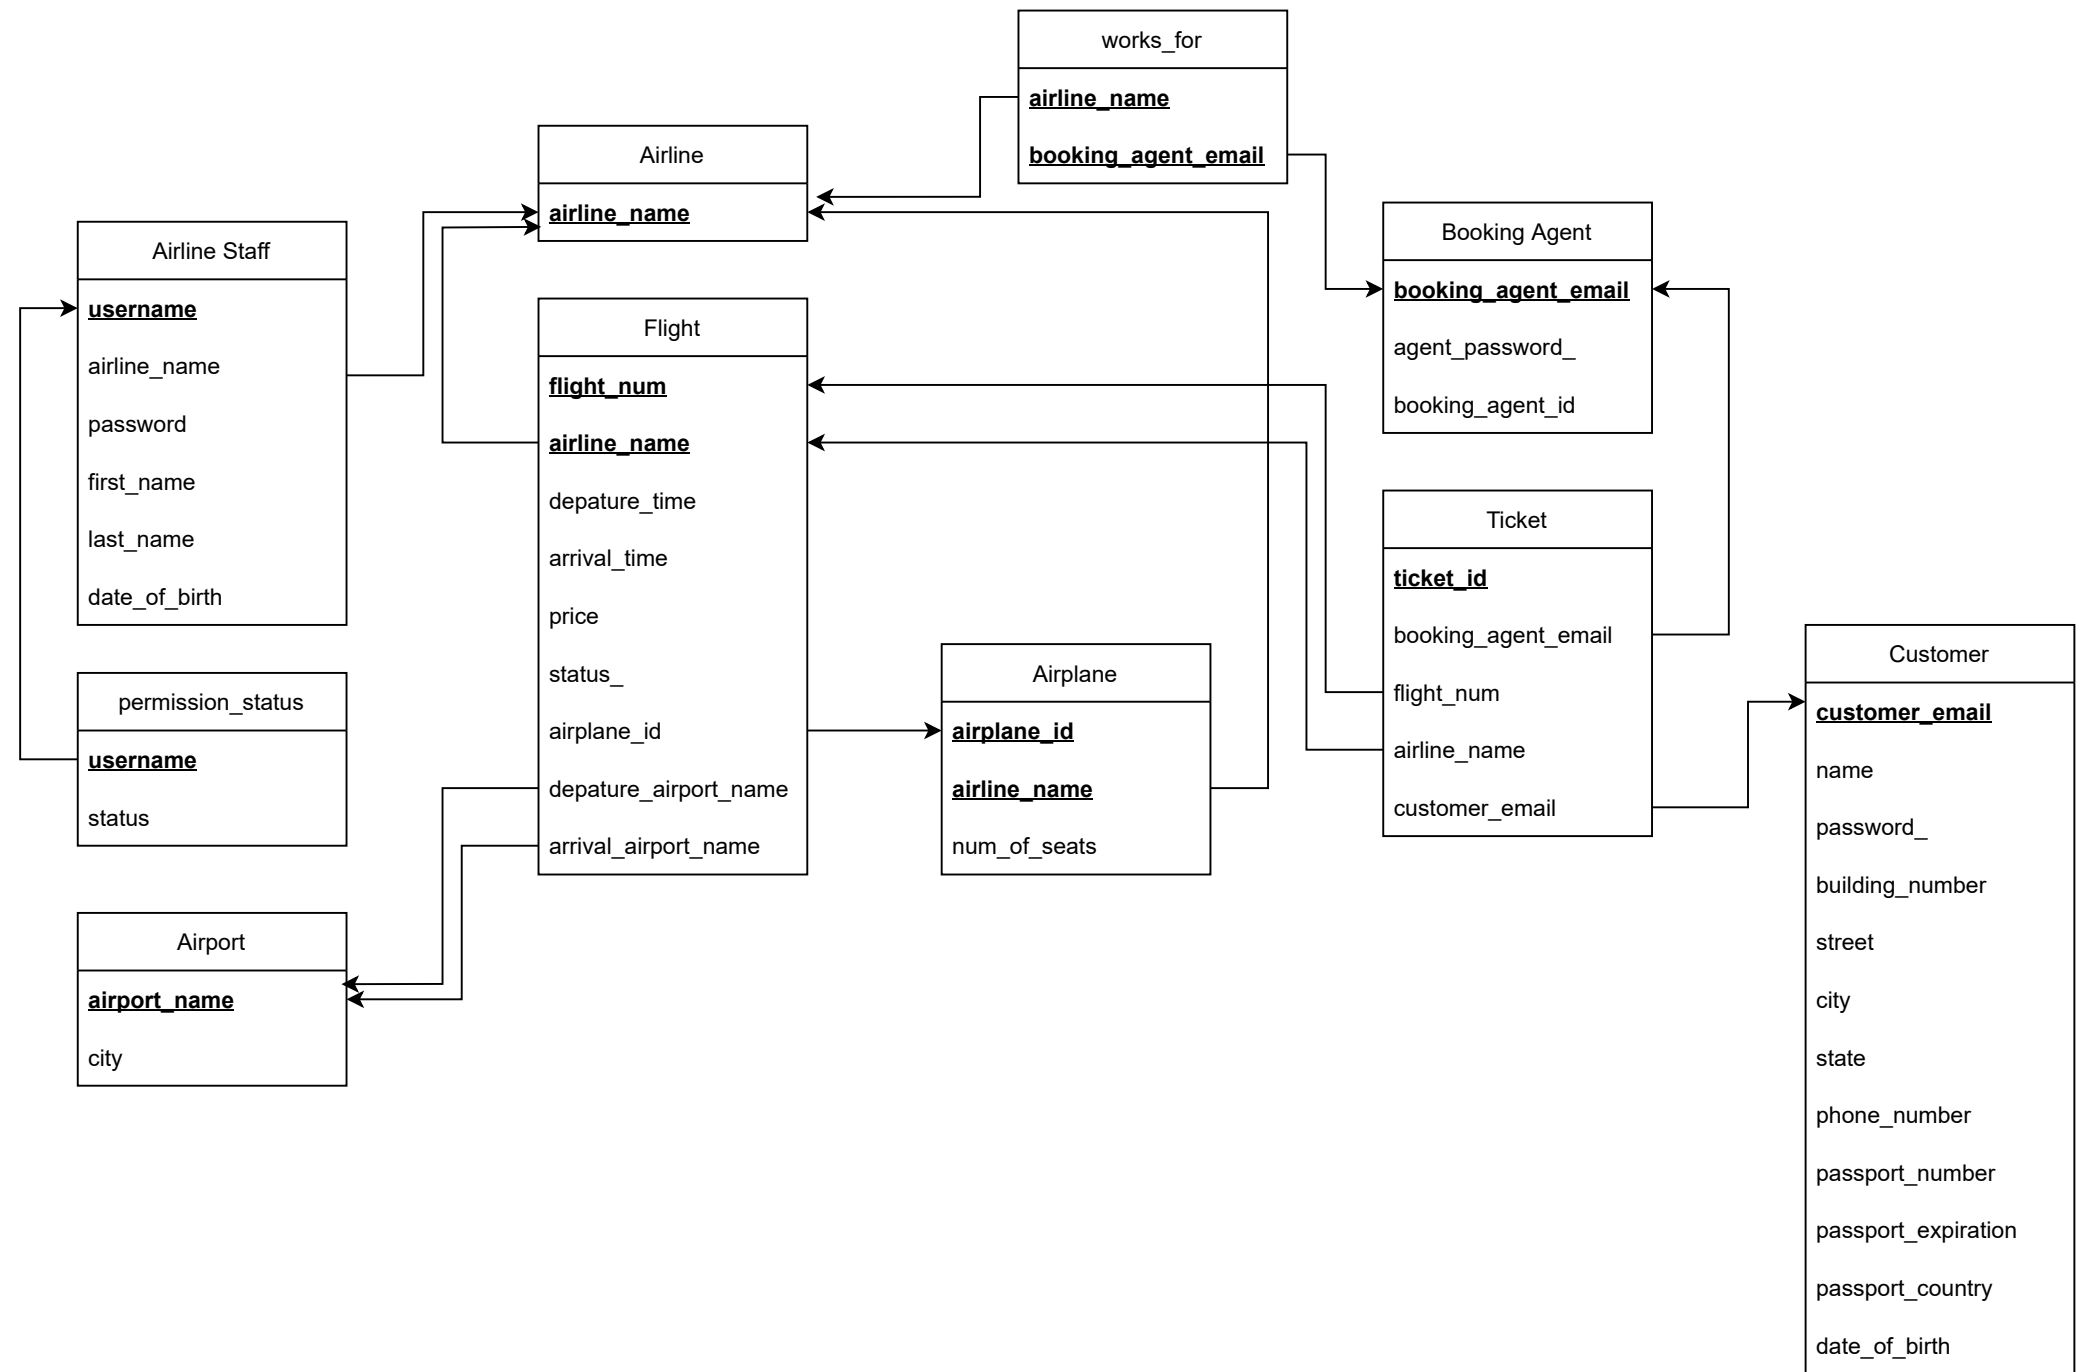 works_for
airline_name
booking_agent_email
Airline
airline_name
Airline Staff
username
airline_name
password
first_name
last_name
date_of_birth
Booking Agent
booking_agent_email
agent_password_
booking_agent_id
Flight
flight_num
airline_name
depature_time
arrival_time
price
status_
airplane_id
depature_airport_name
arrival_airport_name
Ticket
ticket_id
booking_agent_email
flight_num
airline_name
customer_email
Airplane
airplane_id
airline_name
num_of_seats
permission_status
username
status
Customer
customer_email
name
password_
building_number
street
city
state
phone_number
passport_number
passport_expiration
passport_country
date_of_birth
Airport
airport_name
city